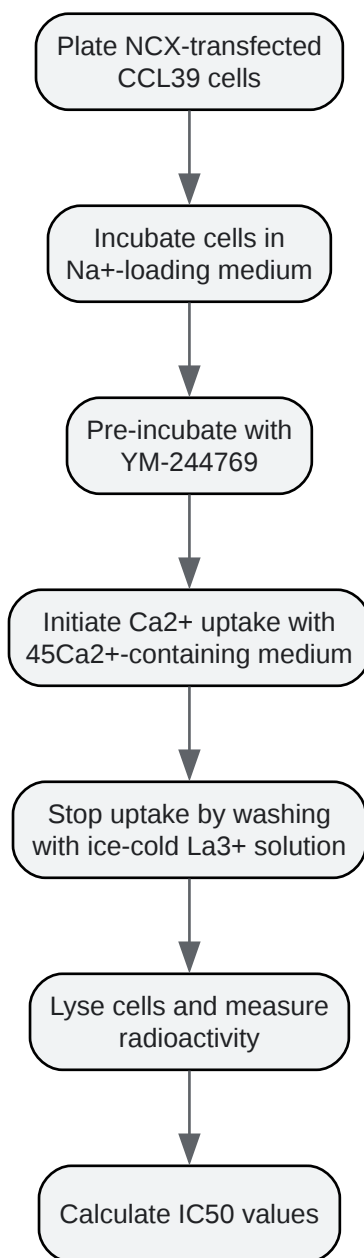 Plate NCX-transfected
CCL39 cells
Incubate cells in
Na+-loading medium
Pre-incubate with
YM-244769
Initiate Ca2+ uptake with
45Ca2+-containing medium
Stop uptake by washing
with ice-cold La3+ solution
Lyse cells and measure
radioactivity
Calculate IC50 values